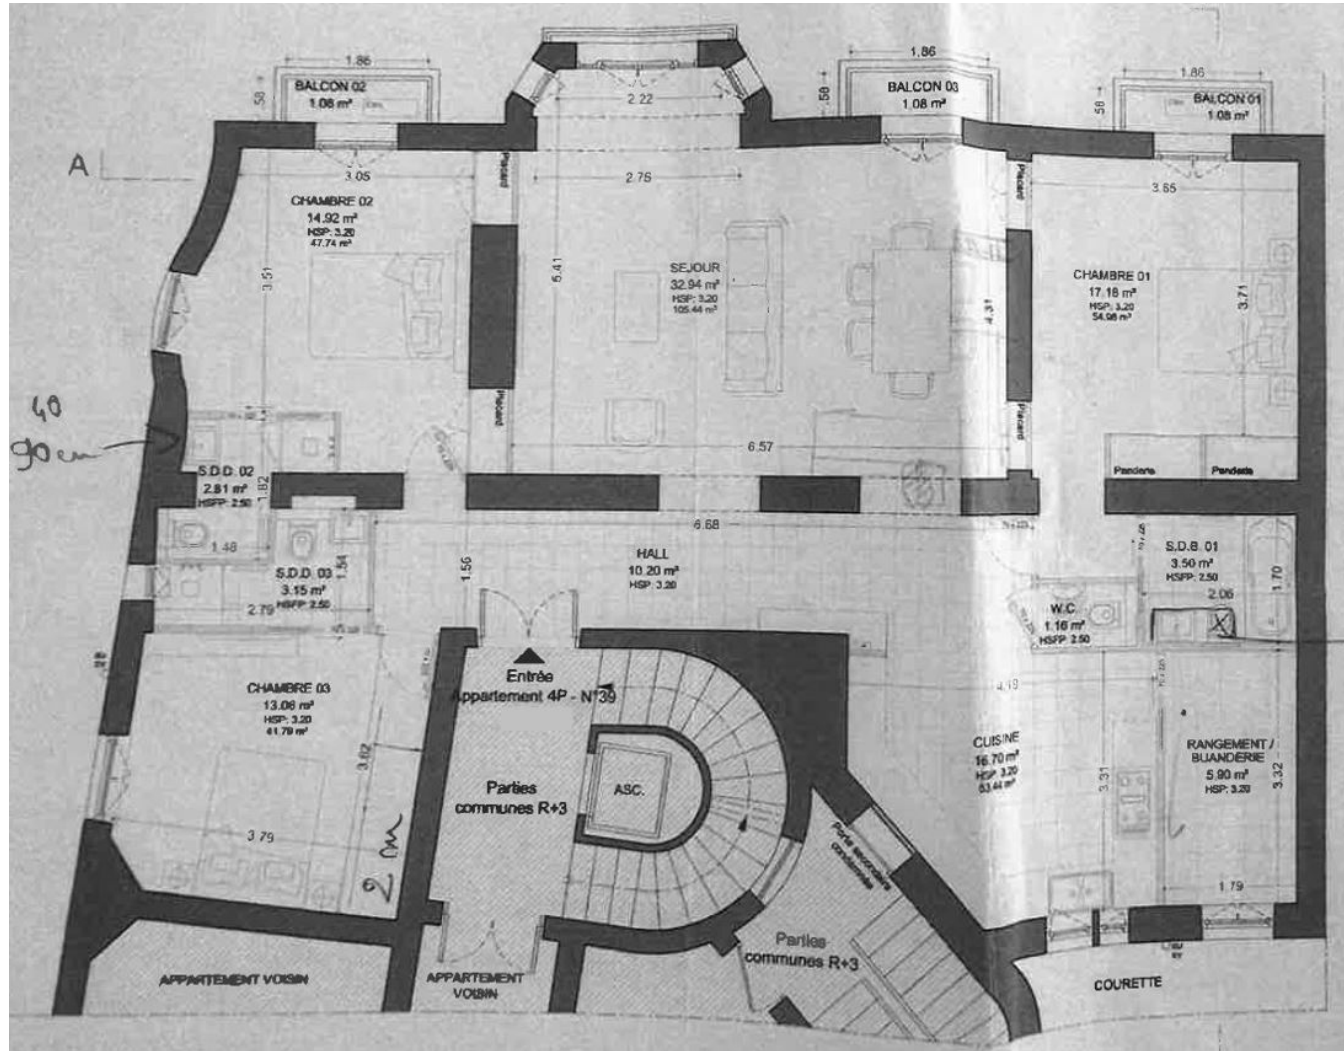 1.86
BALCON 02
1.08 m²
.58
2.22
1.86
BALCON 03
1.08 m²
.58
1.86
BALCON 01
1.08 m²
.58
A
3.05
Placard
2.75
Placard
3.65
CHAMBRE 02
14.92 m²
HSP: 3.20
47.74 m³
3.51
5.41
SEJOUR
32.94 m²
HSP: 3.20
105.44 m³
4.31
CHAMBRE 01
17.18 m²
HSP: 3.20
54.98 m³
3.71
40
90 cm
Placard
Placard
6.57
Penderie
Penderie
S.D.D. 02
2.81 m²
HSFP: 2.50
1.82
1.48
6.68
S.D.D. 03
3.15 m²
HSFP: 2.50
1.54
2.79
1.56
HALL
10.20 m²
HSP: 3.20
S.D.B. 01
3.50 m²
HSFP: 2.50
2.06
1.70
W.C.
1.16 m²
HSFP: 2.50
Entrée
Appartement 4P - N°39
CHAMBRE 03
13.06 m²
HSP: 3.20
41.79 m³
3.62
3.79
2 m
Parties
communes R+3
ASC.
4.19
CUISINE
16.70 m²
HSP: 3.20
53.44 m³
3.31
RANGEMENT /
BUANDERIE
5.90 m²
HSP: 3.20
3.32
1.79
Porte secondaire
condamnée
Parties
communes R+3
APPARTEMENT VOISIN
APPARTEMENT
VOISIN
COURETTE